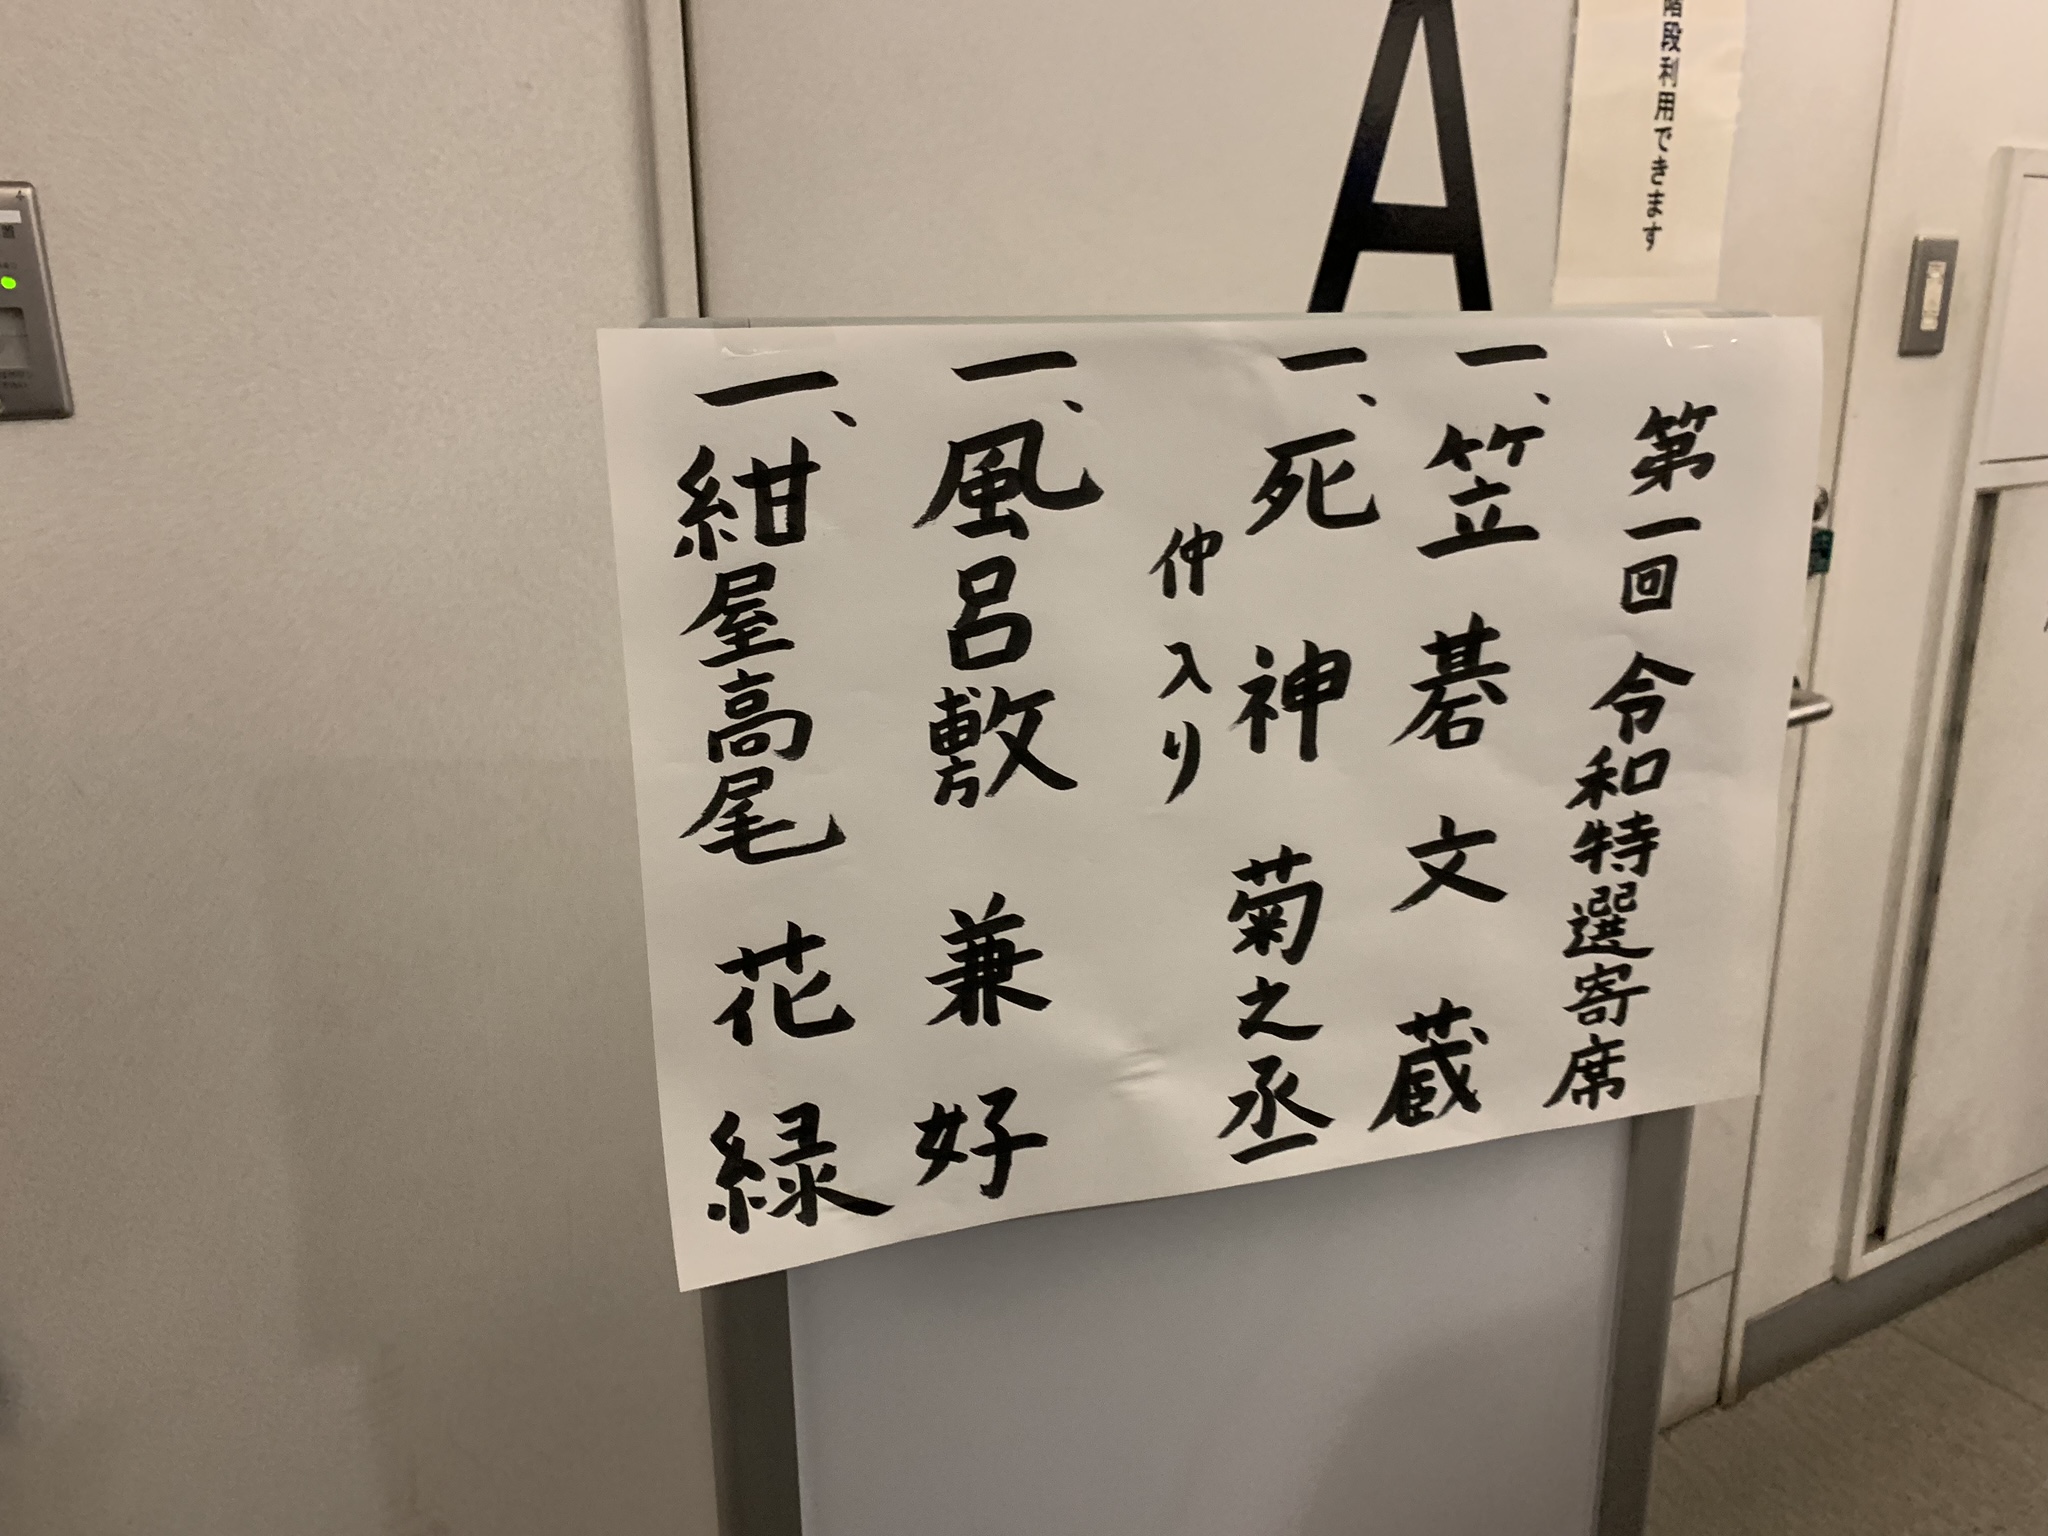 第一回 令和特選寄席
一、笠碁 文蔵
一、死神 菊之丞
仲入り
一、風呂敷 兼好
一、紺屋高尾 花緑
A
階段利用できます